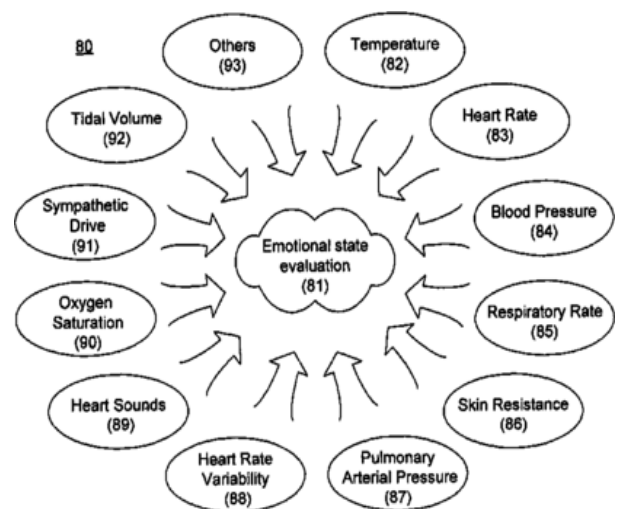 80
Others
(93)
Temperature
(82)
Tidal Volume
(92)
Heart Rate
(83)
Sympathetic
Drive
(91)
Blood Pressure
(84)
Emotional state
evaluation
(81)
Oxygen
Saturation
(90)
Respiratory Rate
(85)
Heart Sounds
(89)
Skin Resistance
(86)
Heart Rate
Variability
(88)
Pulmonary
Arterial Pressure
(87)